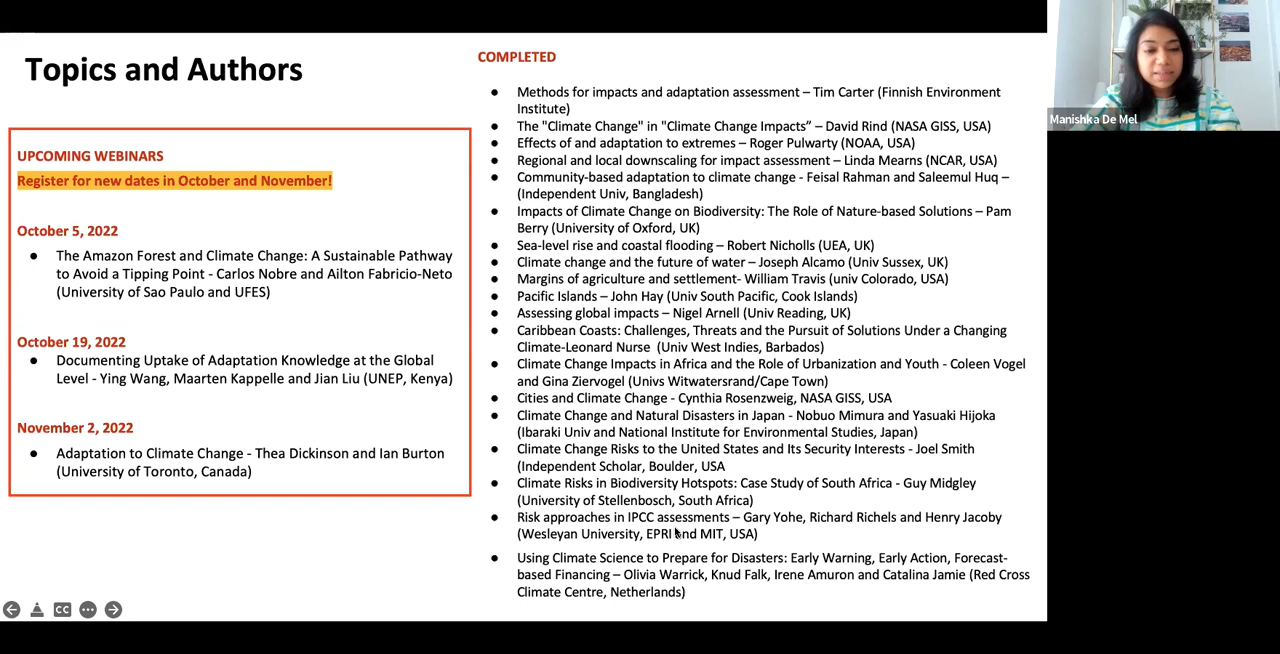 Topics and Authors
UPCOMING WEBINARS
Register for new dates in October and November!
October 5, 2022
● The Amazon Forest and Climate Change: A Sustainable Pathway
to Avoid a Tipping Point - Carlos Nobre and Ailton Fabricio-Neto
(University of Sao Paulo and UFES)
October 19, 2022
● Documenting Uptake of Adaptation Knowledge at the Global
Level - Ying Wang, Maarten Kappelle and Jian Liu (UNEP, Kenya)
November 2, 2022
● Adaptation to Climate Change - Thea Dickinson and Ian Burton
(University of Toronto, Canada)
COMPLETED
● Methods for impacts and adaptation assessment – Tim Carter (Finnish Environment
Institute)
● The "Climate Change" in "Climate Change Impacts” – David Rind (NASA GISS, USA)
● Effects of and adaptation to extremes – Roger Pulwarty (NOAA, USA)
● Regional and local downscaling for impact assessment – Linda Mearns (NCAR, USA)
● Community-based adaptation to climate change - Feisal Rahman and Saleemul Huq –
(Independent Univ, Bangladesh)
● Impacts of Climate Change on Biodiversity: The Role of Nature-based Solutions – Pam
Berry (University of Oxford, UK)
● Sea-level rise and coastal flooding – Robert Nicholls (UEA, UK)
● Climate change and the future of water – Joseph Alcamo (Univ Sussex, UK)
● Margins of agriculture and settlement- William Travis (univ Colorado, USA)
● Pacific Islands – John Hay (Univ South Pacific, Cook Islands)
● Assessing global impacts – Nigel Arnell (Univ Reading, UK)
● Caribbean Coasts: Challenges, Threats and the Pursuit of Solutions Under a Changing
Climate-Leonard Nurse (Univ West Indies, Barbados)
● Climate Change Impacts in Africa and the Role of Urbanization and Youth - Coleen Vogel
and Gina Ziervogel (Univs Witwatersrand/Cape Town)
● Cities and Climate Change - Cynthia Rosenzweig, NASA GISS, USA
● Climate Change and Natural Disasters in Japan - Nobuo Mimura and Yasuaki Hijoka
(Ibaraki Univ and National Institute for Environmental Studies, Japan)
● Climate Change Risks to the United States and Its Security Interests - Joel Smith
(Independent Scholar, Boulder, USA
● Climate Risks in Biodiversity Hotspots: Case Study of South Africa - Guy Midgley
(University of Stellenbosch, South Africa)
● Risk approaches in IPCC assessments – Gary Yohe, Richard Richels and Henry Jacoby
(Wesleyan University, EPRI and MIT, USA)
● Using Climate Science to Prepare for Disasters: Early Warning, Early Action, Forecast-
based Financing – Olivia Warrick, Knud Falk, Irene Amuron and Catalina Jamie (Red Cross
Climate Centre, Netherlands)
CC
Manishka De Mel